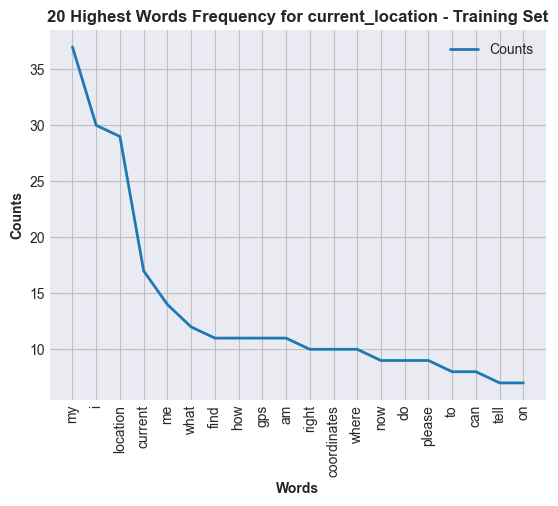 20 Highest Words Frequency for current_location - Training Set
Counts
35
30
25
20
15
10
Counts
my
i
location
current
me
what
find
how
gps
am
right
coordinates
where
now
do
please
to
can
tell
on
Words